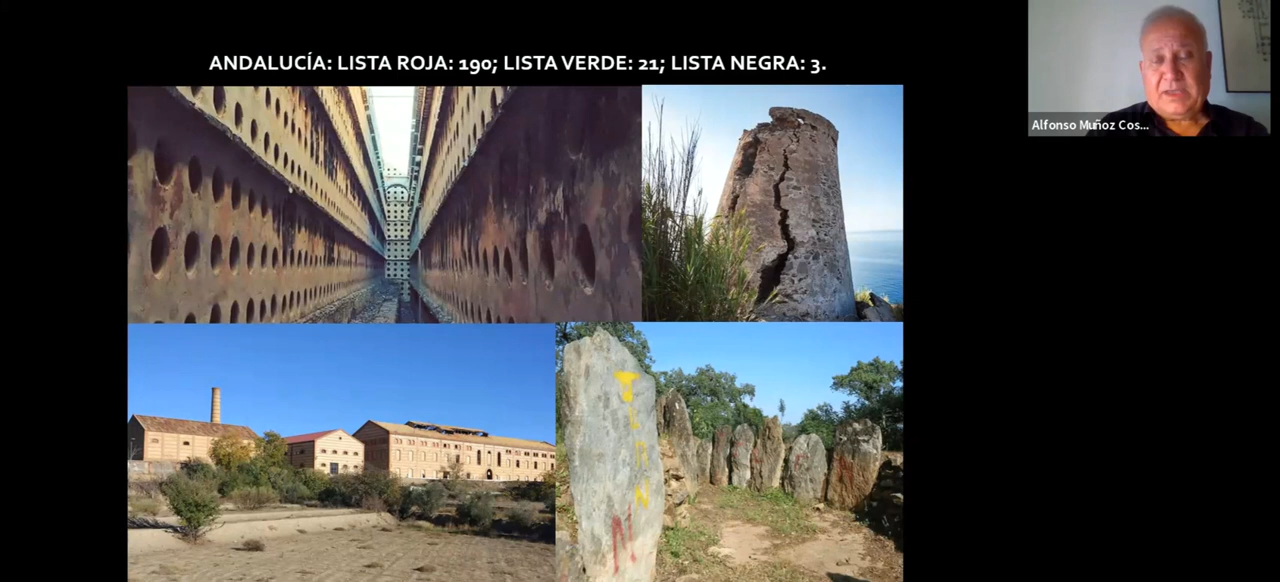 ANDALUCÍA: LISTA ROJA: 190; LISTA VERDE: 21; LISTA NEGRA: 3.
Alfonso Muñoz Cos...